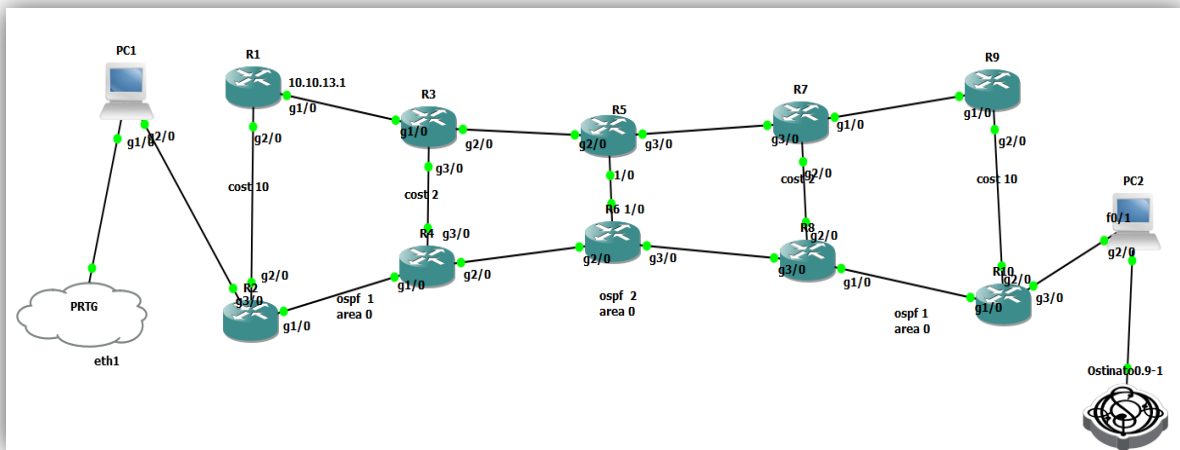 PC1
R1
10.10.13.1
g1/0
g2/0
g1/0
g2/0
cost 10
R3
g1/0
g2/0
g3/0
cost 2
R5
g2/0
g3/0
1/0
R7
g3/0
g1/0
g2/0
cost 2
R9
g1/0
g2/0
cost 10
PC2
f0/1
g2/0
PRTG
eth1
R2
g2/0
g3/0
g1/0
R4
g3/0
g1/0
g2/0
ospf 1
area 0
R6 1/0
g2/0
g3/0
ospf 2
area 0
R8
g2/0
g3/0
g1/0
ospf 1
area 0
R10
g2/0
g1/0
g3/0
Ostinato0.9-1